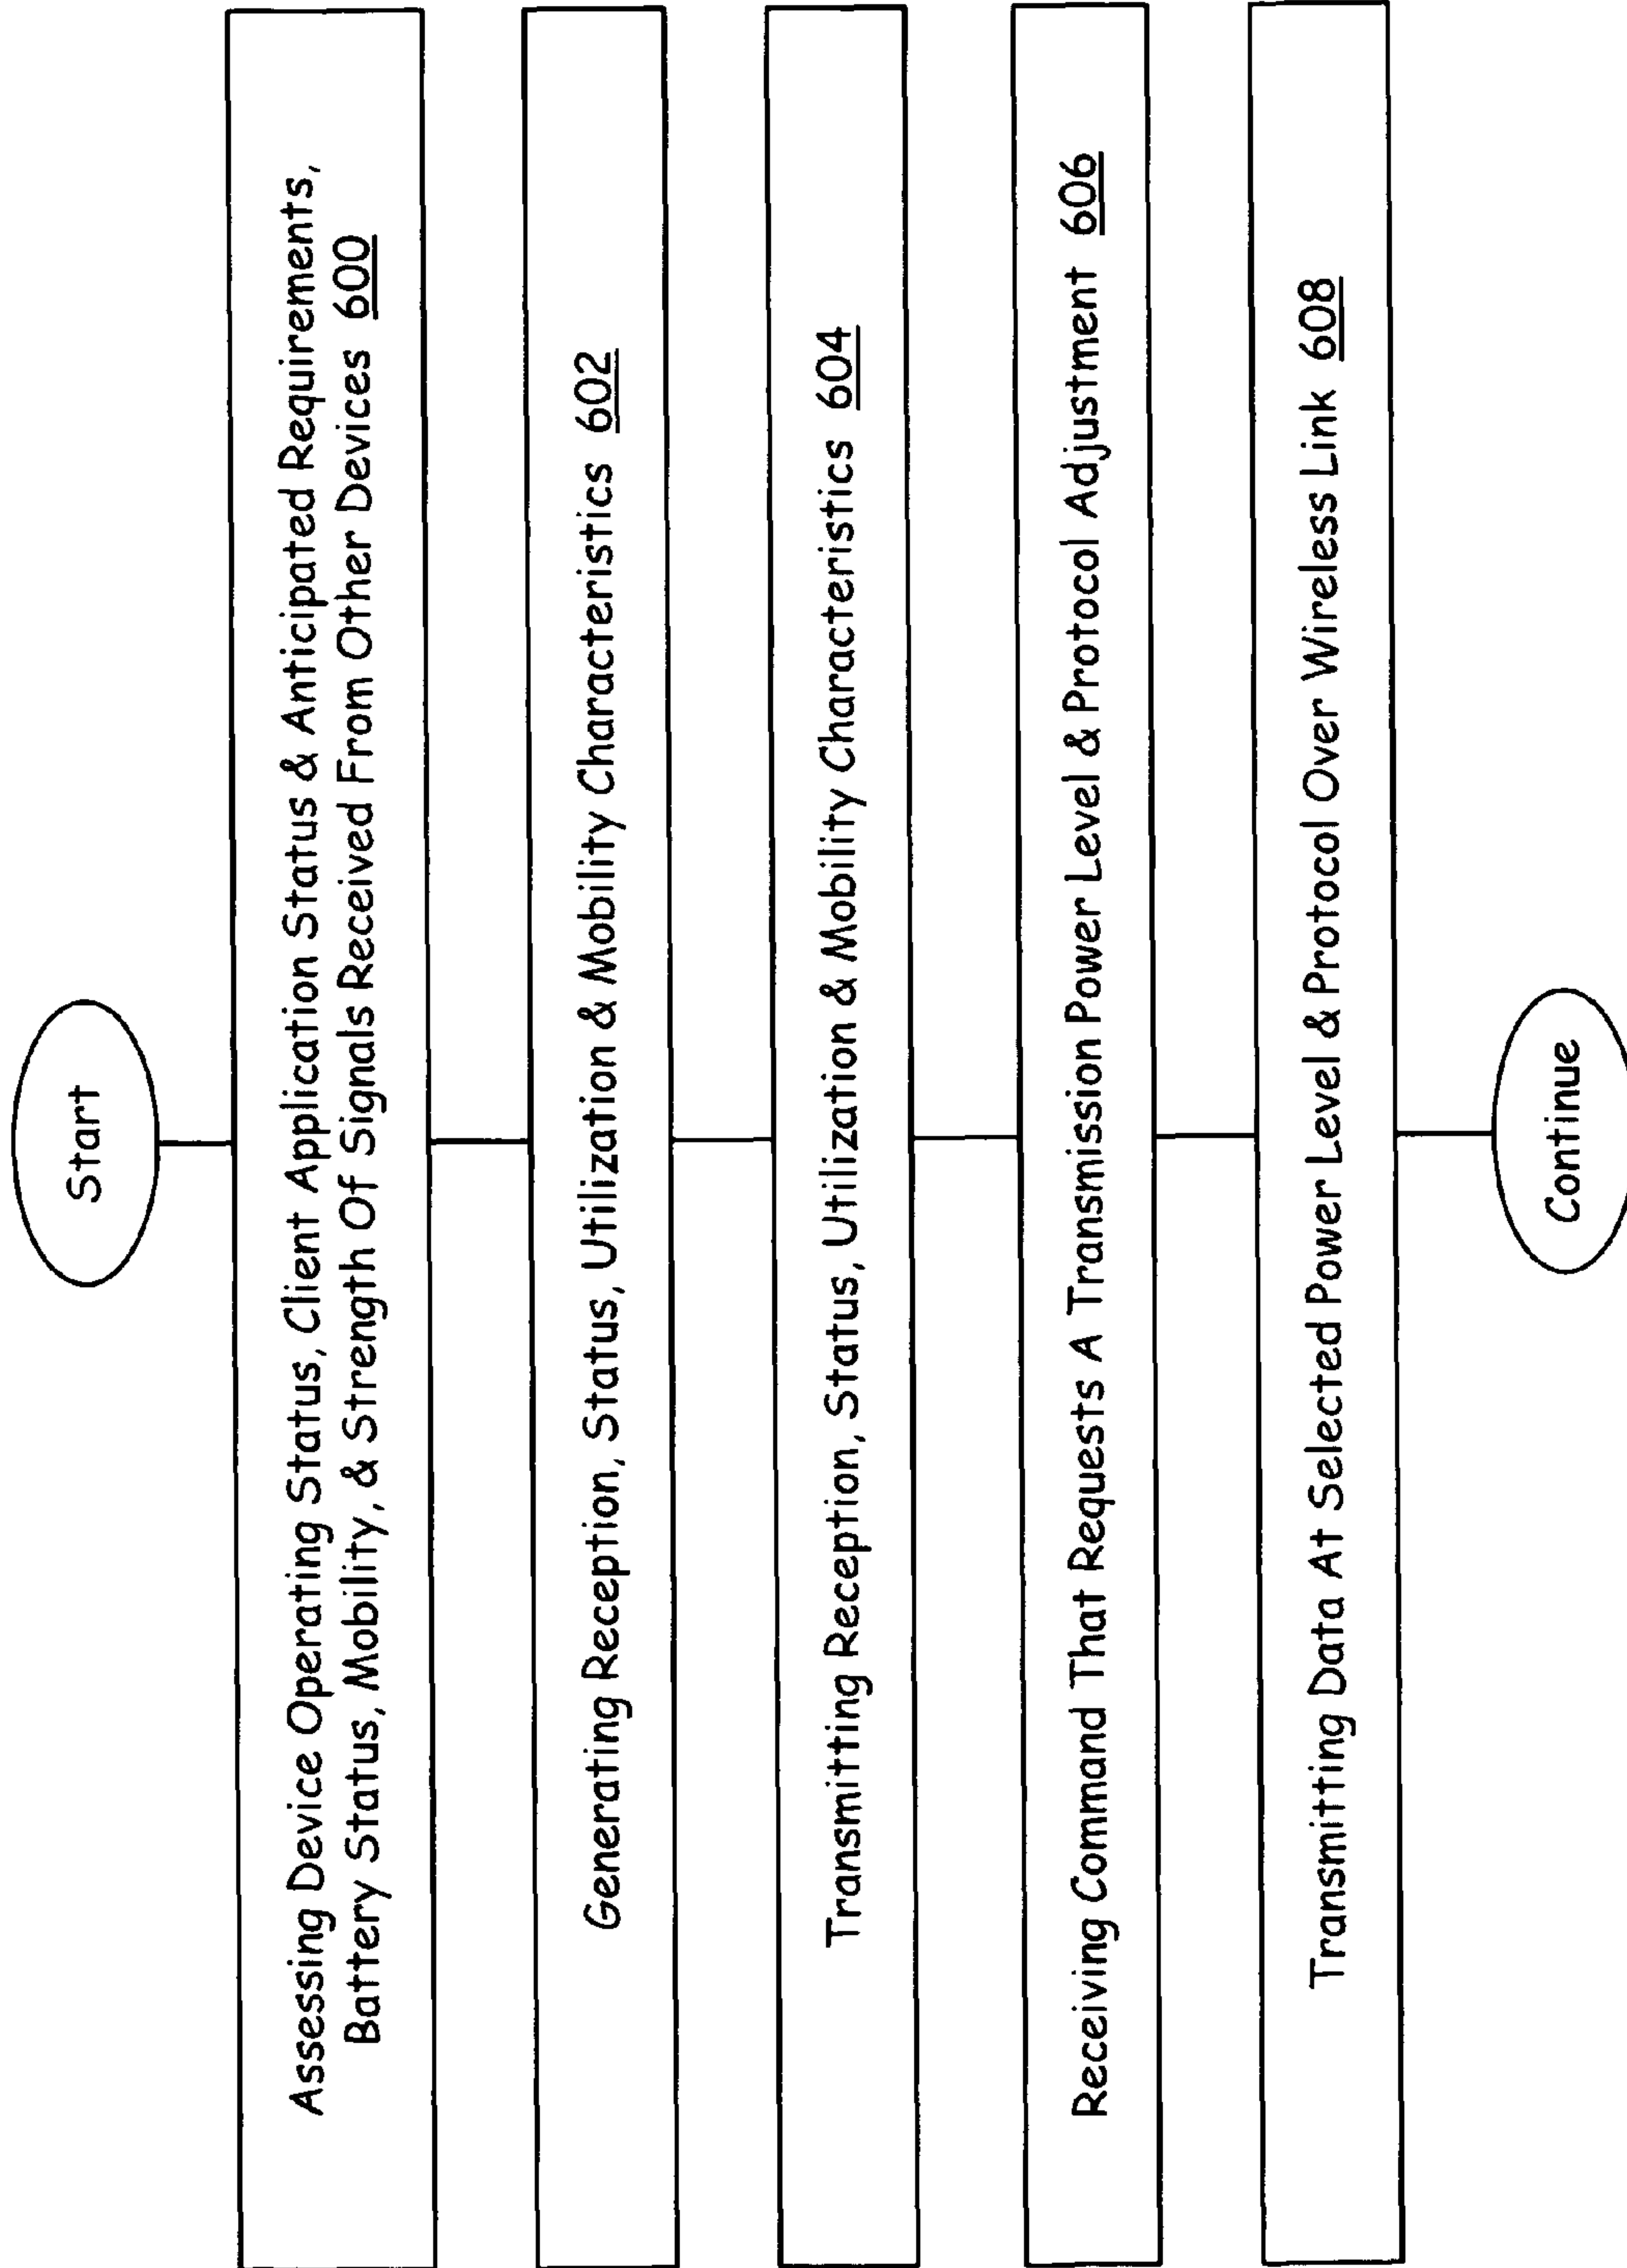 Start
Assessing Device Operating Status, Client Application Status & Anticipated Requirements,
Battery Status, Mobility, & Strength Of Signals Received From Other Devices 600
Generating Reception, Status, Utilization & Mobility Characteristics 602
Transmitting Reception, Status, Utilization & Mobility Characteristics 604
Receiving Command That Requests A Transmission Power Level & Protocol Adjustment 606
Transmitting Data At Selected Power Level & Protocol Over Wireless Link 608
Continue